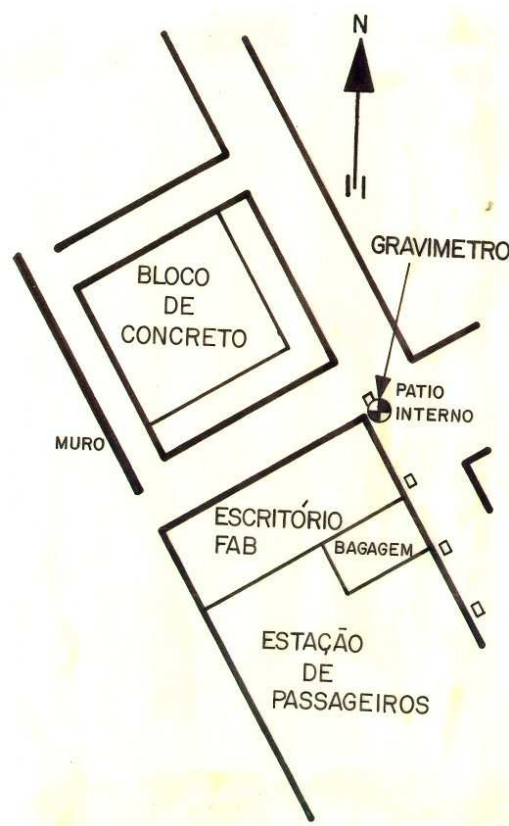 N
GRAVIMETRO
BLOCO
DE
CONCRETO
PATIO
INTERNO
MURO
ESCRITÓRIO
FAB
BAGAGEM
ESTAÇÃO
DE
PASSAGEIROS